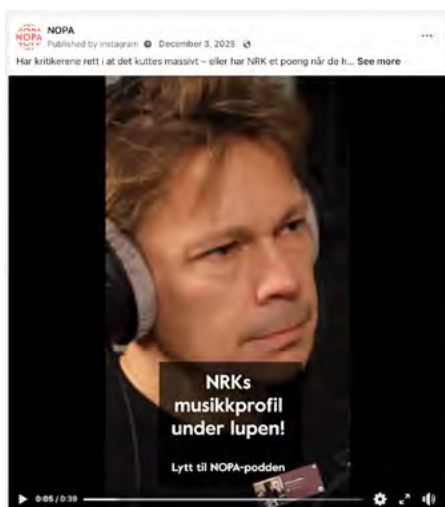 NOPA
NOPA
Published by Instagram December 3, 2025
Har kritikerene rett i at det kuttes massivt – eller har NRK et poeng når de h... See more
NRKs
musikkprofil
under lupen!
Lytt til NOPA-podden
0:05 / 0:39